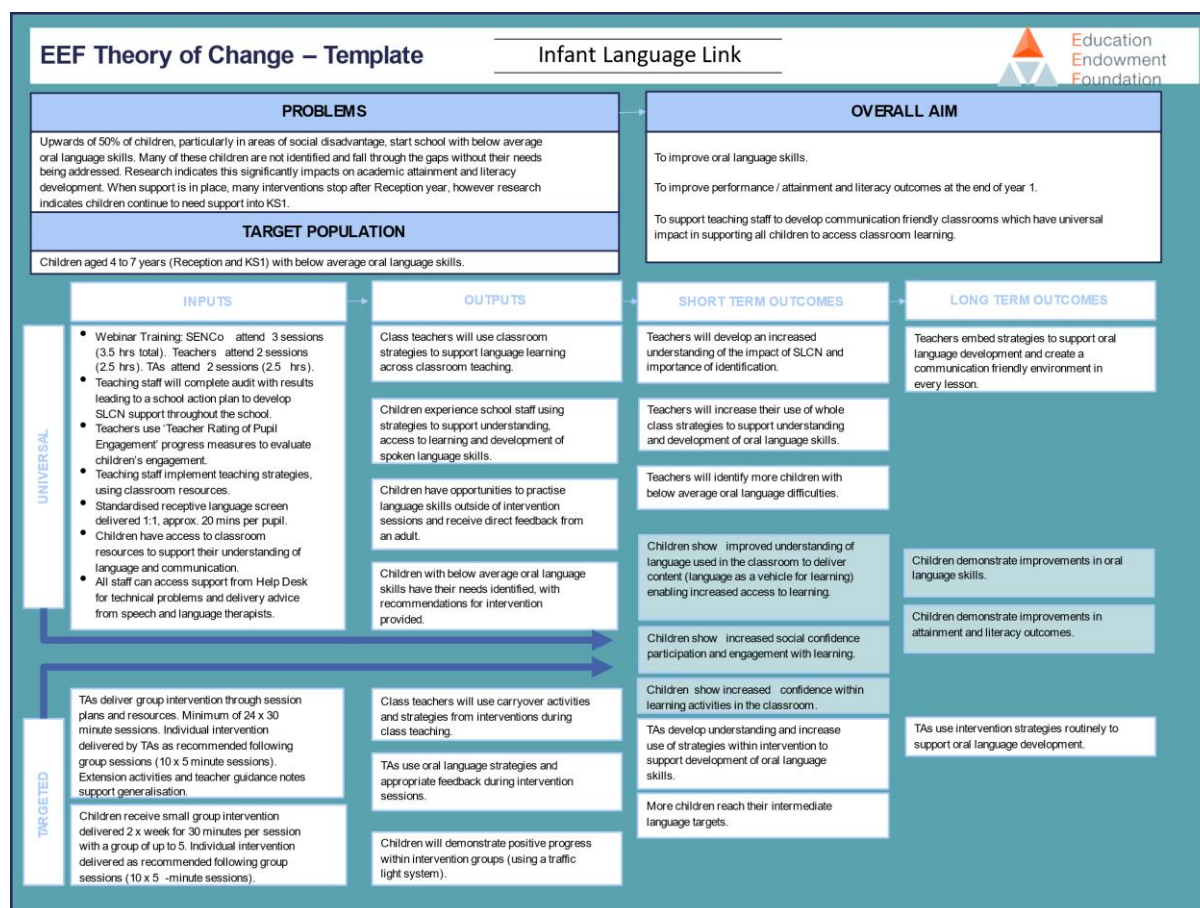 EEF Theory of Change – Template
Infant Language Link
Education
Endowment
Foundation
PROBLEMS
Upwards of 50% of children, particularly in areas of social disadvantage, start school with below average
oral language skills. Many of these children are not identified and fall through the gaps without their needs
being addressed. Research indicates this significantly impacts on academic attainment and literacy
development. When support is in place, many interventions stop after Reception year, however research
indicates children continue to need support into KS1.
TARGET POPULATION
Children aged 4 to 7 years (Reception and KS1) with below average oral language skills.
OVERALL AIM
To improve oral language skills.
To improve performance / attainment and literacy outcomes at the end of year 1.
To support teaching staff to develop communication friendly classrooms which have universal
impact in supporting all children to access classroom learning.
INPUTS
OUTPUTS
SHORT TERM OUTCOMES
LONG TERM OUTCOMES
UNIVERSAL
• Webinar Training: SENCo attend 3 sessions
(3.5 hrs total). Teachers attend 2 sessions
(2.5 hrs). TAs attend 2 sessions (2.5 hrs).
• Teaching staff will complete audit with results
leading to a school action plan to develop
SLCN support throughout the school.
• Teachers use ‘Teacher Rating of Pupil
Engagement’ progress measures to evaluate
children’s engagement.
• Teaching staff implement teaching strategies,
using classroom resources.
• Standardised receptive language screen
delivered 1:1, approx. 20 mins per pupil.
• Children have access to classroom
resources to support their understanding of
language and communication.
• All staff can access support from Help Desk
for technical problems and delivery advice
from speech and language therapists.
Class teachers will use classroom
strategies to support language learning
across classroom teaching.
Children experience school staff using
strategies to support understanding,
access to learning and development of
spoken language skills.
Children have opportunities to practise
language skills outside of intervention
sessions and receive direct feedback from
an adult.
Children with below average oral language
skills have their needs identified, with
recommendations for intervention
provided.
Teachers will develop an increased
understanding of the impact of SLCN and
importance of identification.
Teachers will increase their use of whole
class strategies to support understanding
and development of oral language skills.
Teachers will identify more children with
below average oral language difficulties.
Children show improved understanding of
language used in the classroom to deliver
content (language as a vehicle for learning)
enabling increased access to learning.
Children show increased social confidence
participation and engagement with learning.
Children show increased confidence within
learning activities in the classroom.
Teachers embed strategies to support oral
language development and create a
communication friendly environment in
every lesson.
Children demonstrate improvements in oral
language skills.
Children demonstrate improvements in
attainment and literacy outcomes.
TARGETED
TAs deliver group intervention through session
plans and resources. Minimum of 24 x 30
minute sessions. Individual intervention
delivered by TAs as recommended following
group sessions (10 x 5 minute sessions).
Extension activities and teacher guidance notes
support generalisation.
Children receive small group intervention
delivered 2 x week for 30 minutes per session
with a group of up to 5. Individual intervention
delivered as recommended following group
sessions (10 x 5 -minute sessions).
Class teachers will use carryover activities
and strategies from interventions during
class teaching.
TAs use oral language strategies and
appropriate feedback during intervention
sessions.
Children will demonstrate positive progress
within intervention groups (using a traffic
light system).
TAs develop understanding and increase
use of strategies within intervention to
support development of oral language
skills.
More children reach their intermediate
language targets.
TAs use intervention strategies routinely to
support oral language development.